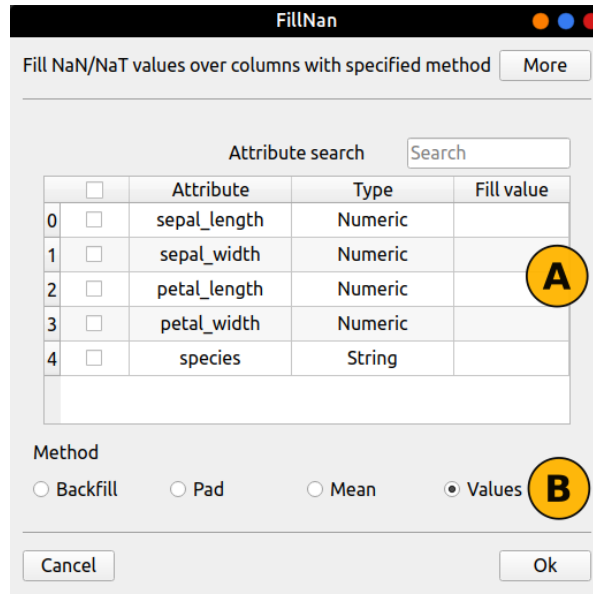 FillNan
Fill NaN/NaT values over columns with specified method More
Attribute search Search
Attribute Type Fill value
0 sepal_length Numeric
1 sepal_width Numeric
2 petal_length Numeric
3 petal_width Numeric
4 species String
A
Method
Backfill Pad Mean Values B
Cancel Ok